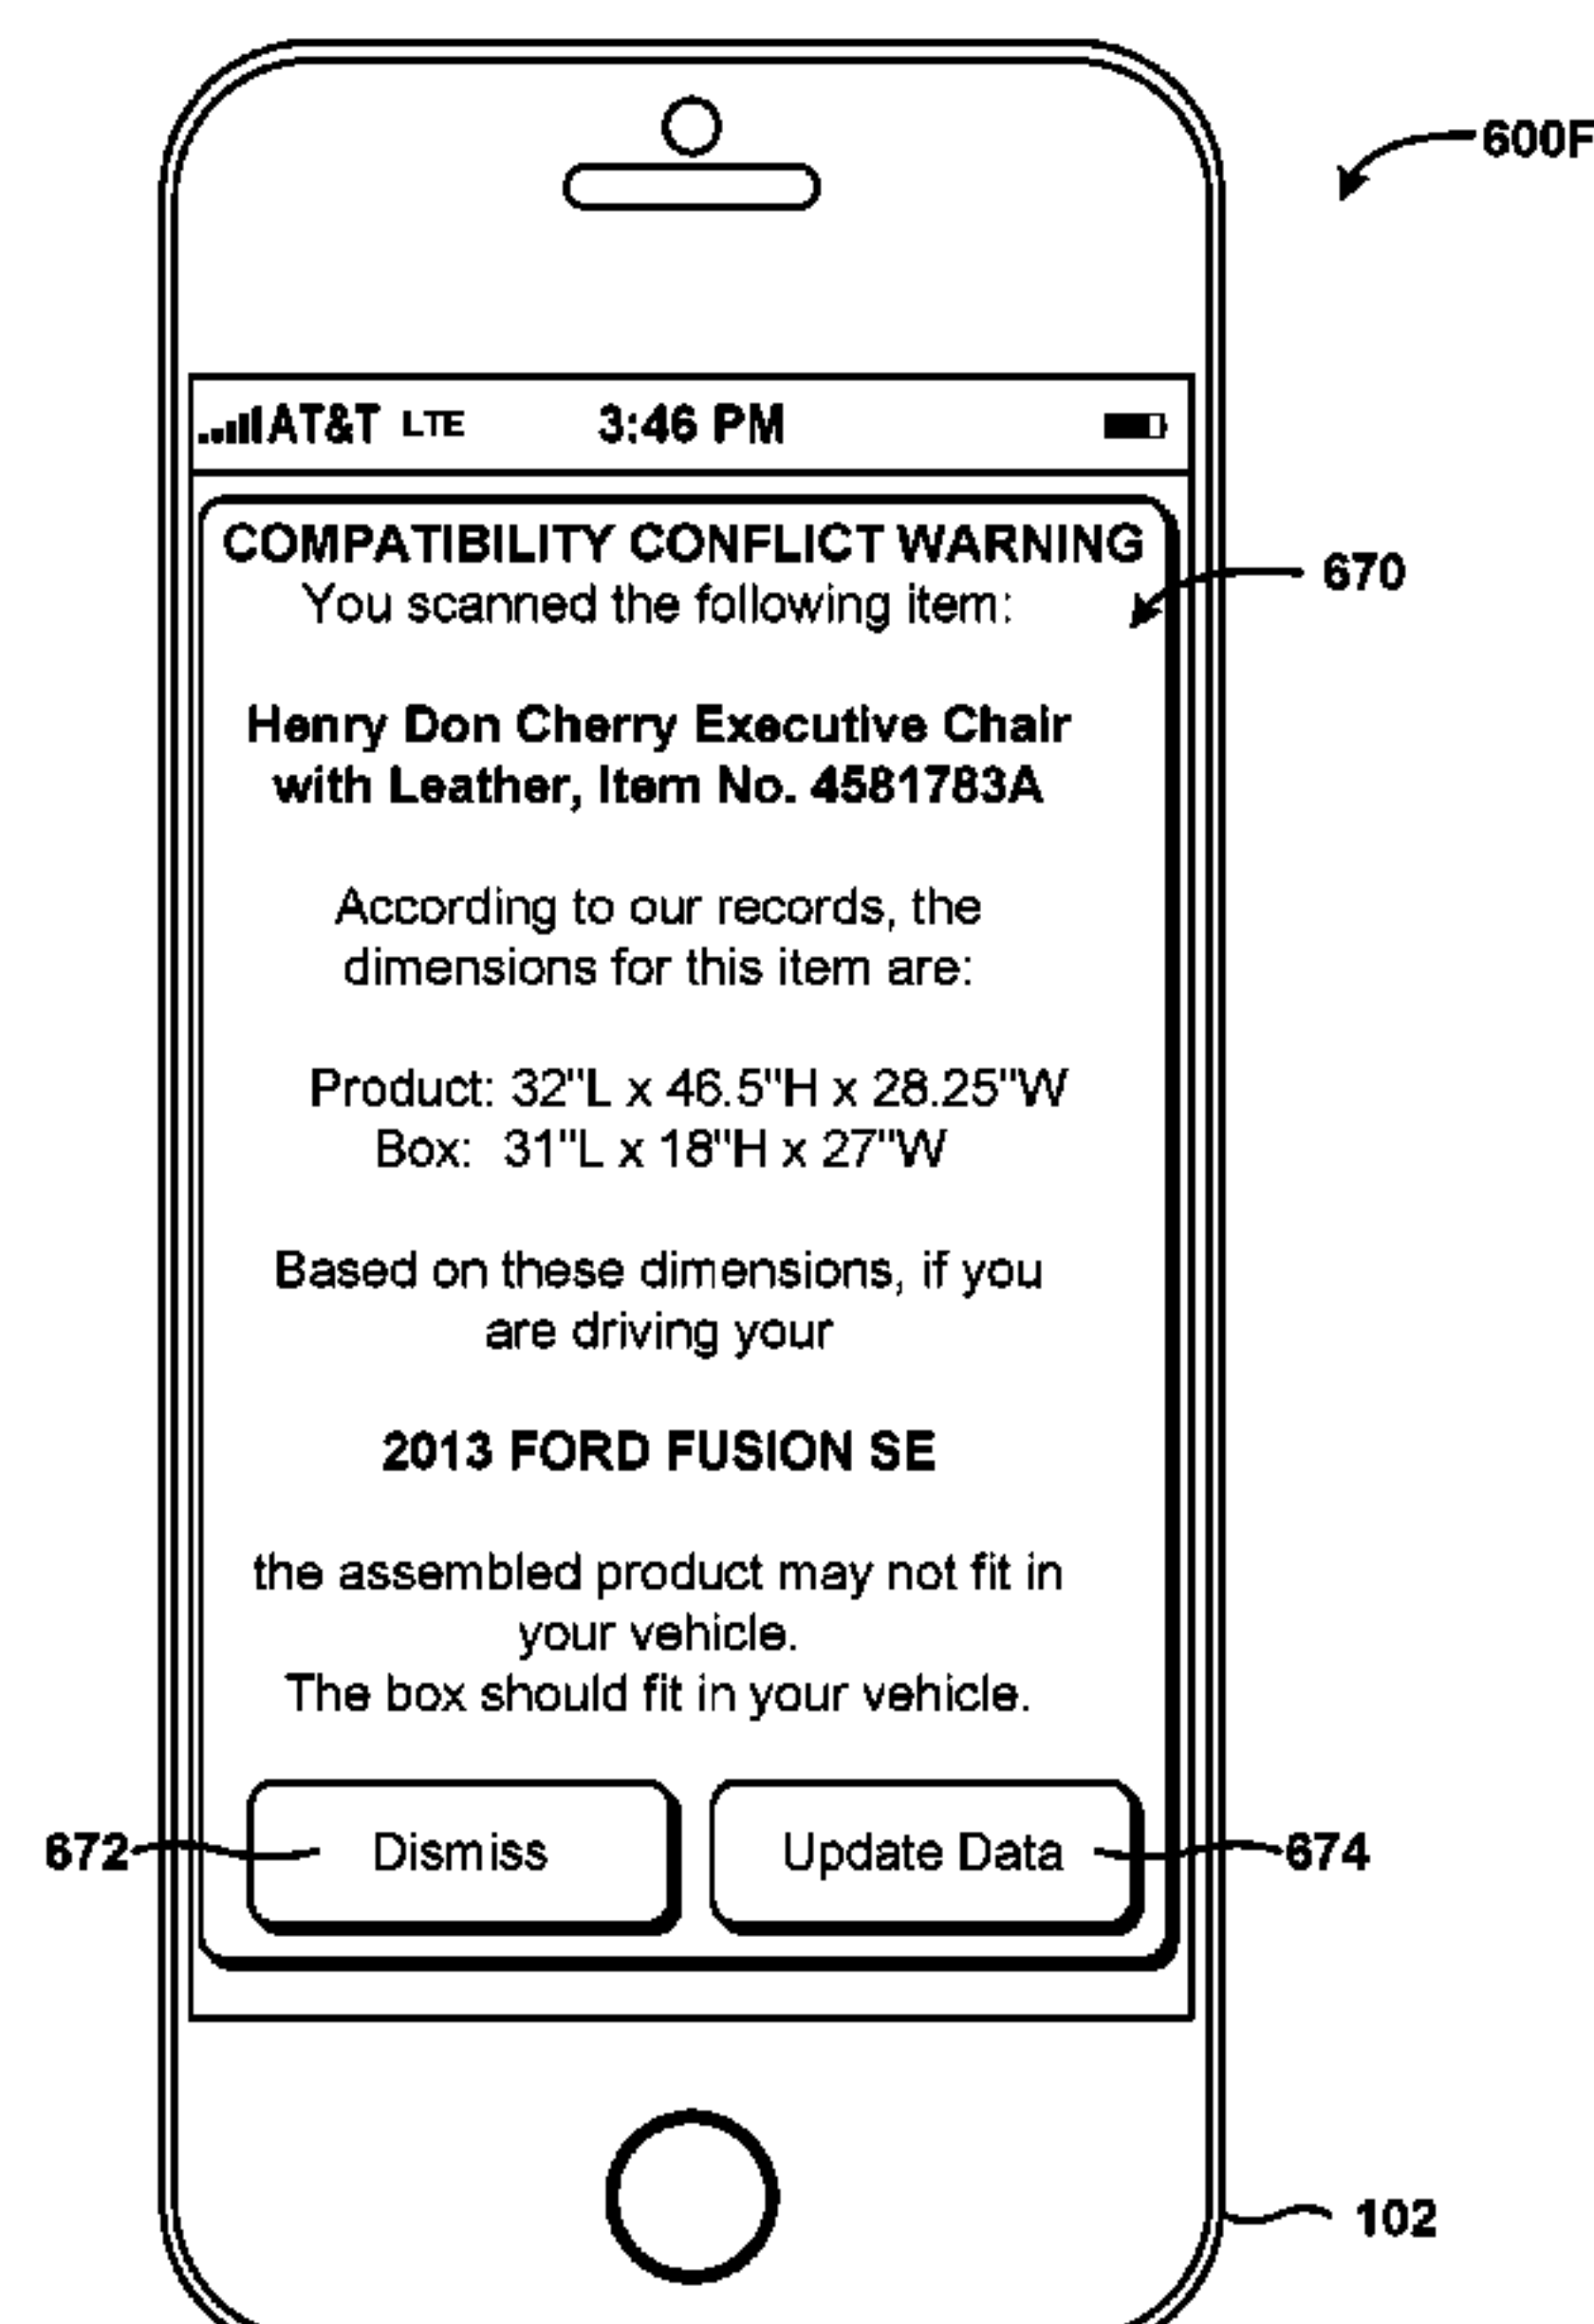 600F
AT&T LTE 3:46 PM
COMPATIBILITY CONFLICT WARNING
670
You scanned the following item:
Henry Don Cherry Executive Chair
with Leather, Item No. 4581783A
According to our records, the
dimensions for this item are:
Product: 32"L x 46.5"H x 28.25"W
Box: 31"L x 18"H x 27"W
Based on these dimensions, if you
are driving your
2013 FORD FUSION SE
the assembled product may not fit in
your vehicle.
The box should fit in your vehicle.
672 Dismiss Update Data 674
102